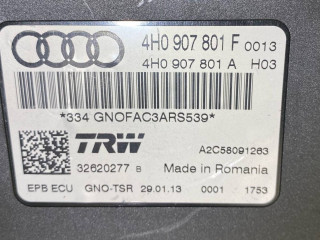 4H0 907 801 F 0013
4H0 907 801 A H03
*334 GNOFAC3ARS539*
TRW A2C58091263
32620277 B Made in Romania
EPB ECU GNO-TSR 29.01.13 0001 1753